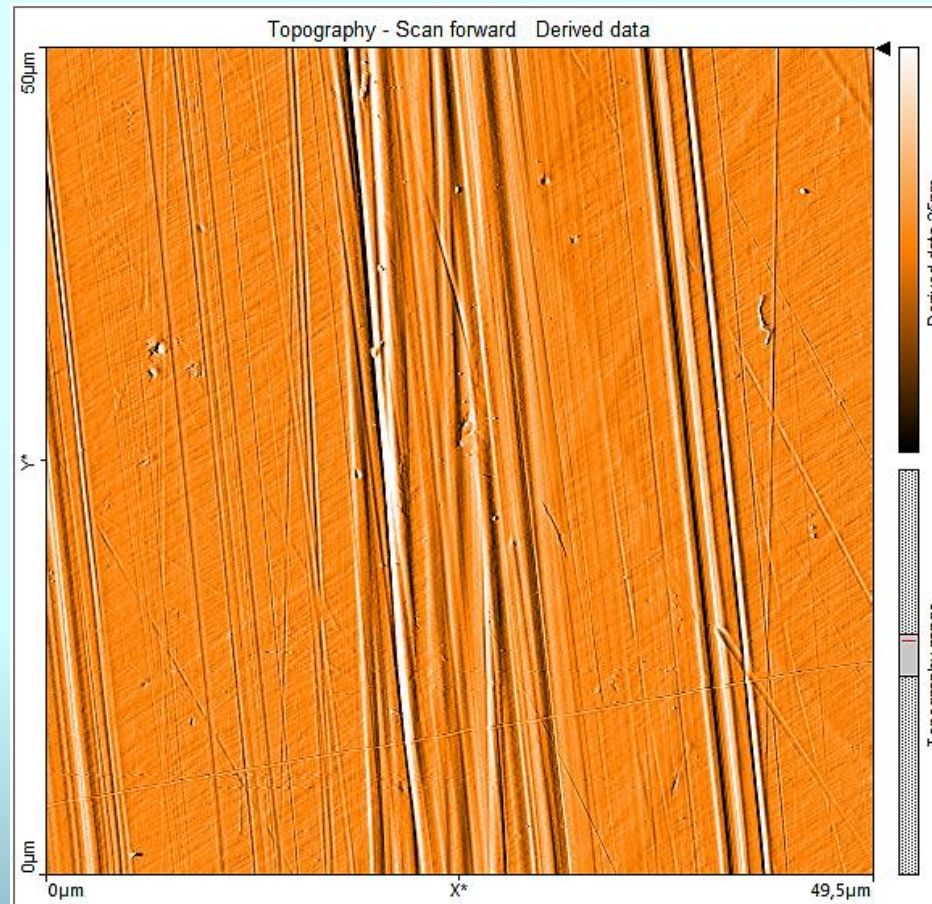 Topography - Scan forward Derived data
50µm
Y*
0µm
0µm
X*
49,5µm